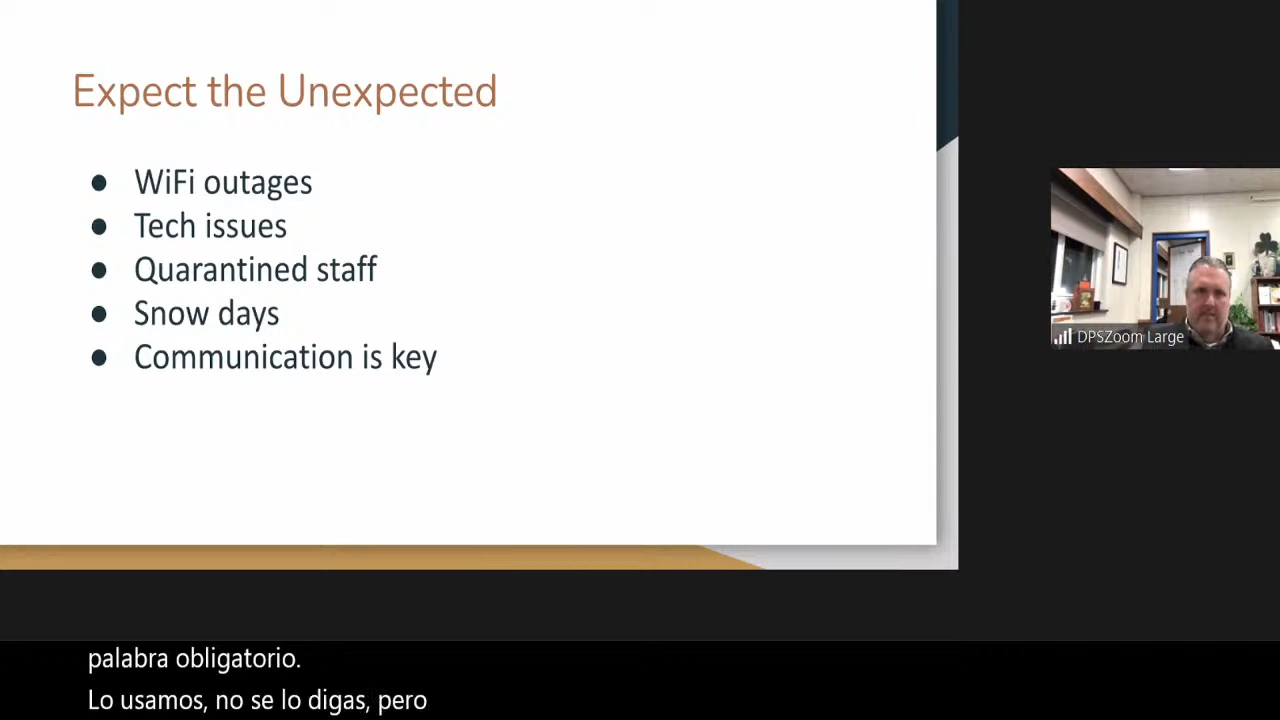 Expect the Unexpected
● WiFi outages
● Tech issues
● Quarantined staff
● Snow days
● Communication is key
DPSZoom Large
palabra obligatorio.
Lo usamos, no se lo digas, pero